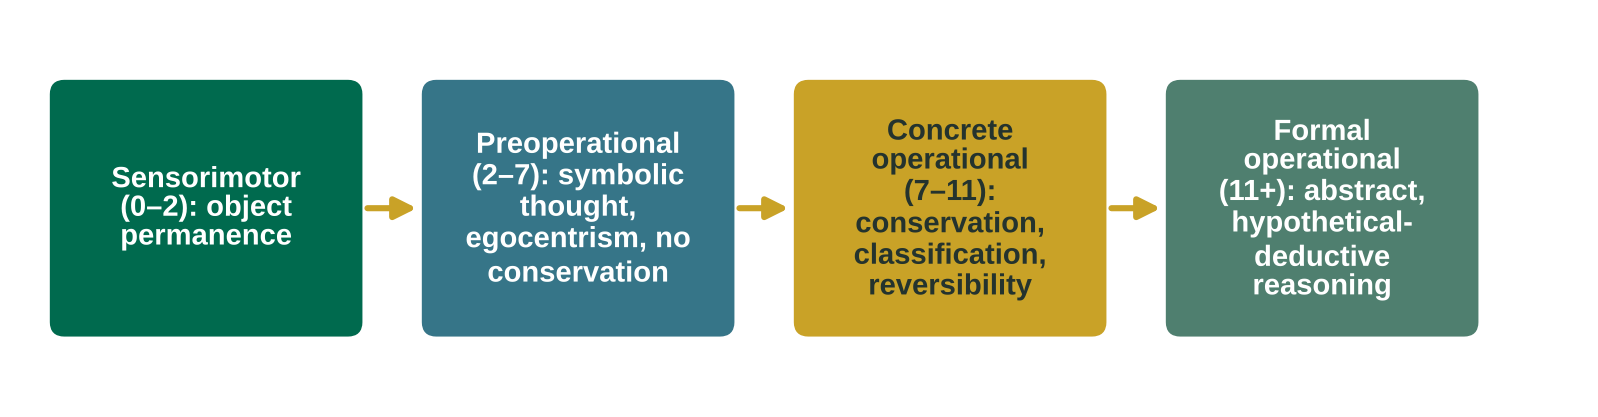 Sensorimotor
(0–2): object
permanence
Preoperational
(2–7): symbolic
thought,
egocentrism, no
conservation
Concrete
operational
(7–11):
conservation,
classification,
reversibility
Formal
operational
(11+): abstract,
hypothetical-
deductive
reasoning